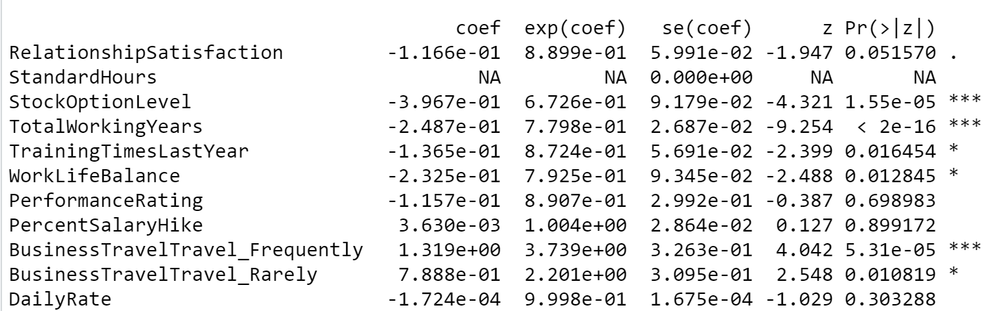 coef exp(coef) se(coef) z Pr(>|z|)
RelationshipSatisfaction -1.166e-01 8.899e-01 5.991e-02 -1.947 0.051570 .
StandardHours NA NA 0.000e+00 NA NA
StockOptionLevel -3.967e-01 6.726e-01 9.179e-02 -4.321 1.55e-05 ***
TotalWorkingYears -2.487e-01 7.798e-01 2.687e-02 -9.254 < 2e-16 ***
TrainingTimesLastYear -1.365e-01 8.724e-01 5.691e-02 -2.399 0.016454 *
WorkLifeBalance -2.325e-01 7.925e-01 9.345e-02 -2.488 0.012845 *
PerformanceRating -1.157e-01 8.907e-01 2.992e-01 -0.387 0.698983
PercentSalaryHike 3.630e-03 1.004e+00 2.864e-02 0.127 0.899172
BusinessTravelTravel_Frequently 1.319e+00 3.739e+00 3.263e-01 4.042 5.31e-05 ***
BusinessTravelTravel_Rarely 7.888e-01 2.201e+00 3.095e-01 2.548 0.010819 *
DailyRate -1.724e-04 9.998e-01 1.675e-04 -1.029 0.303288